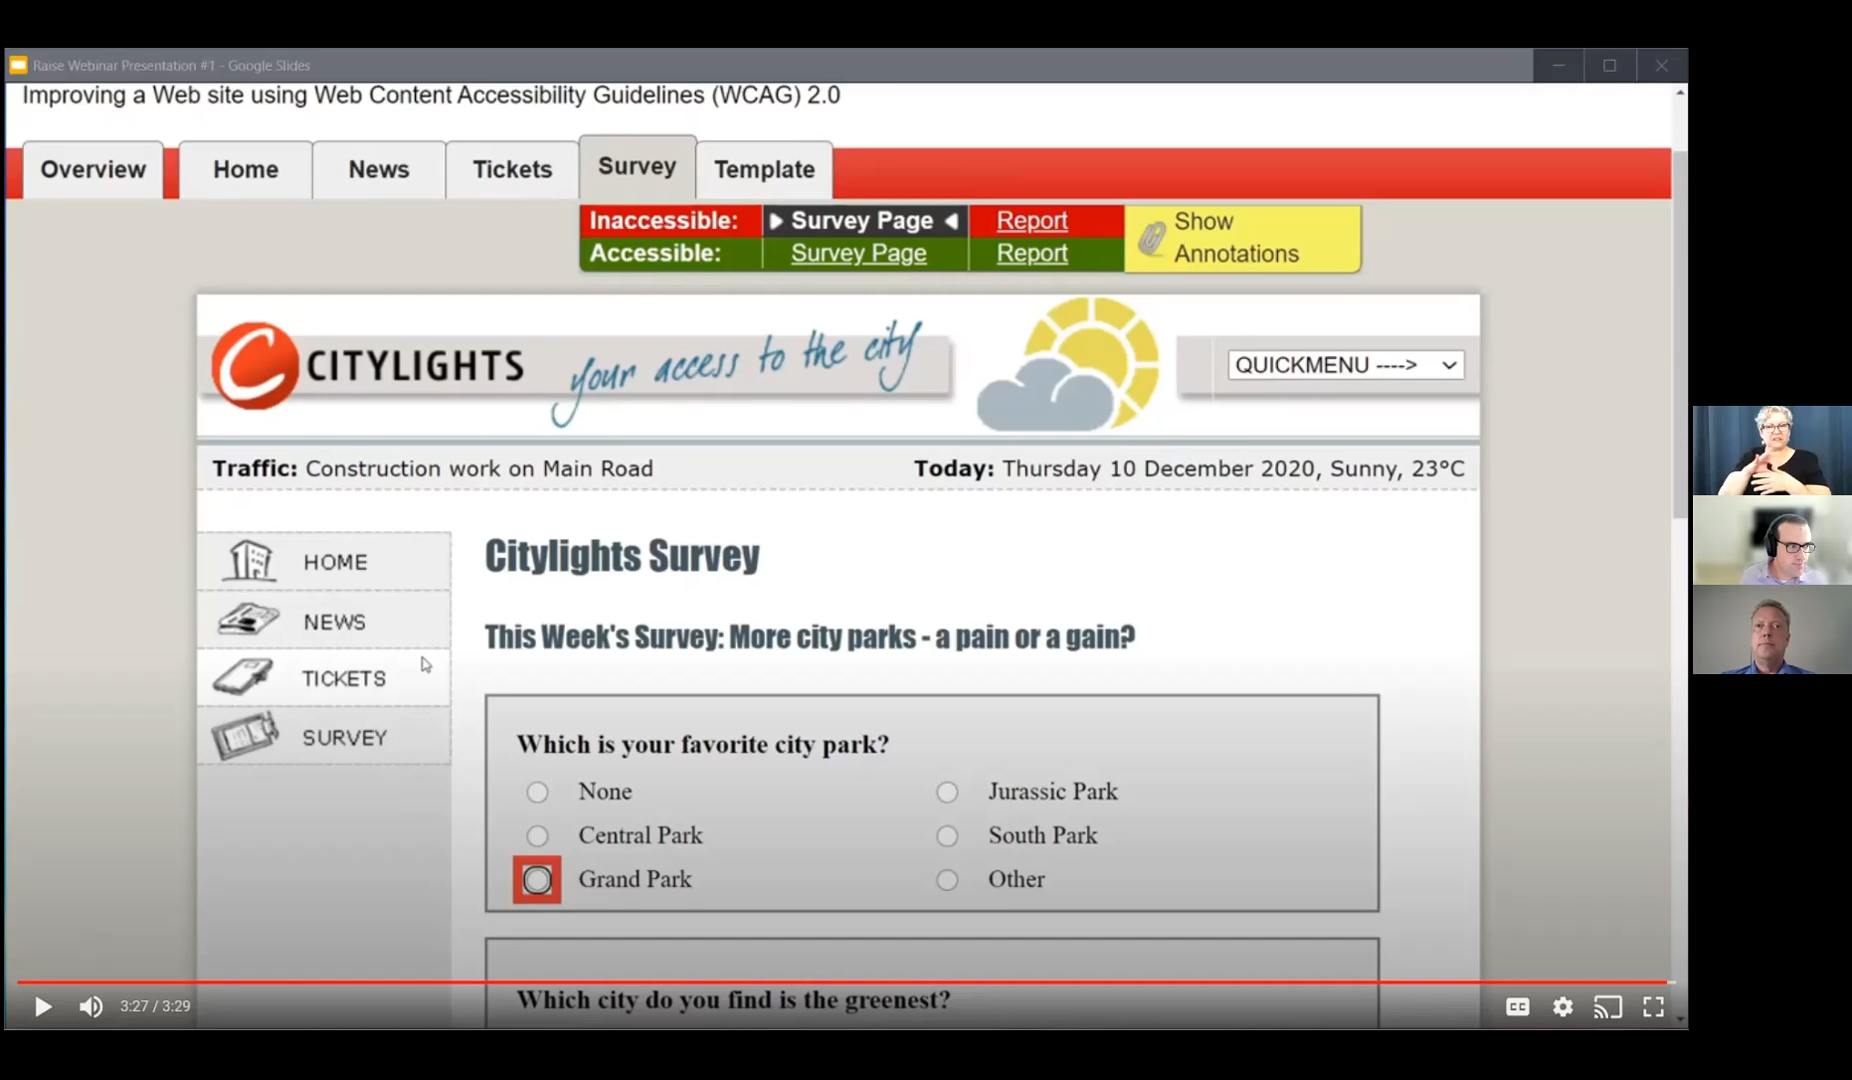 Raise Webinar Presentation #1 - Google Slides
Improving a Web site using Web Content Accessibility Guidelines (WCAG) 2.0
Overview Home News Tickets Survey Template
Inaccessible: Survey Page Report
Accessible: Survey Page Report
Show
Annotations
CITYLIGHTS your access to the city
QUICKMENU ---->
Traffic: Construction work on Main Road
Today: Thursday 10 December 2020, Sunny, 23°C
HOME
NEWS
TICKETS
SURVEY
Citylights Survey
This Week's Survey: More city parks - a pain or a gain?
Which is your favorite city park?
None Jurassic Park
Central Park South Park
Grand Park Other
Which city do you find is the greenest?
3:27 / 3:29
CC